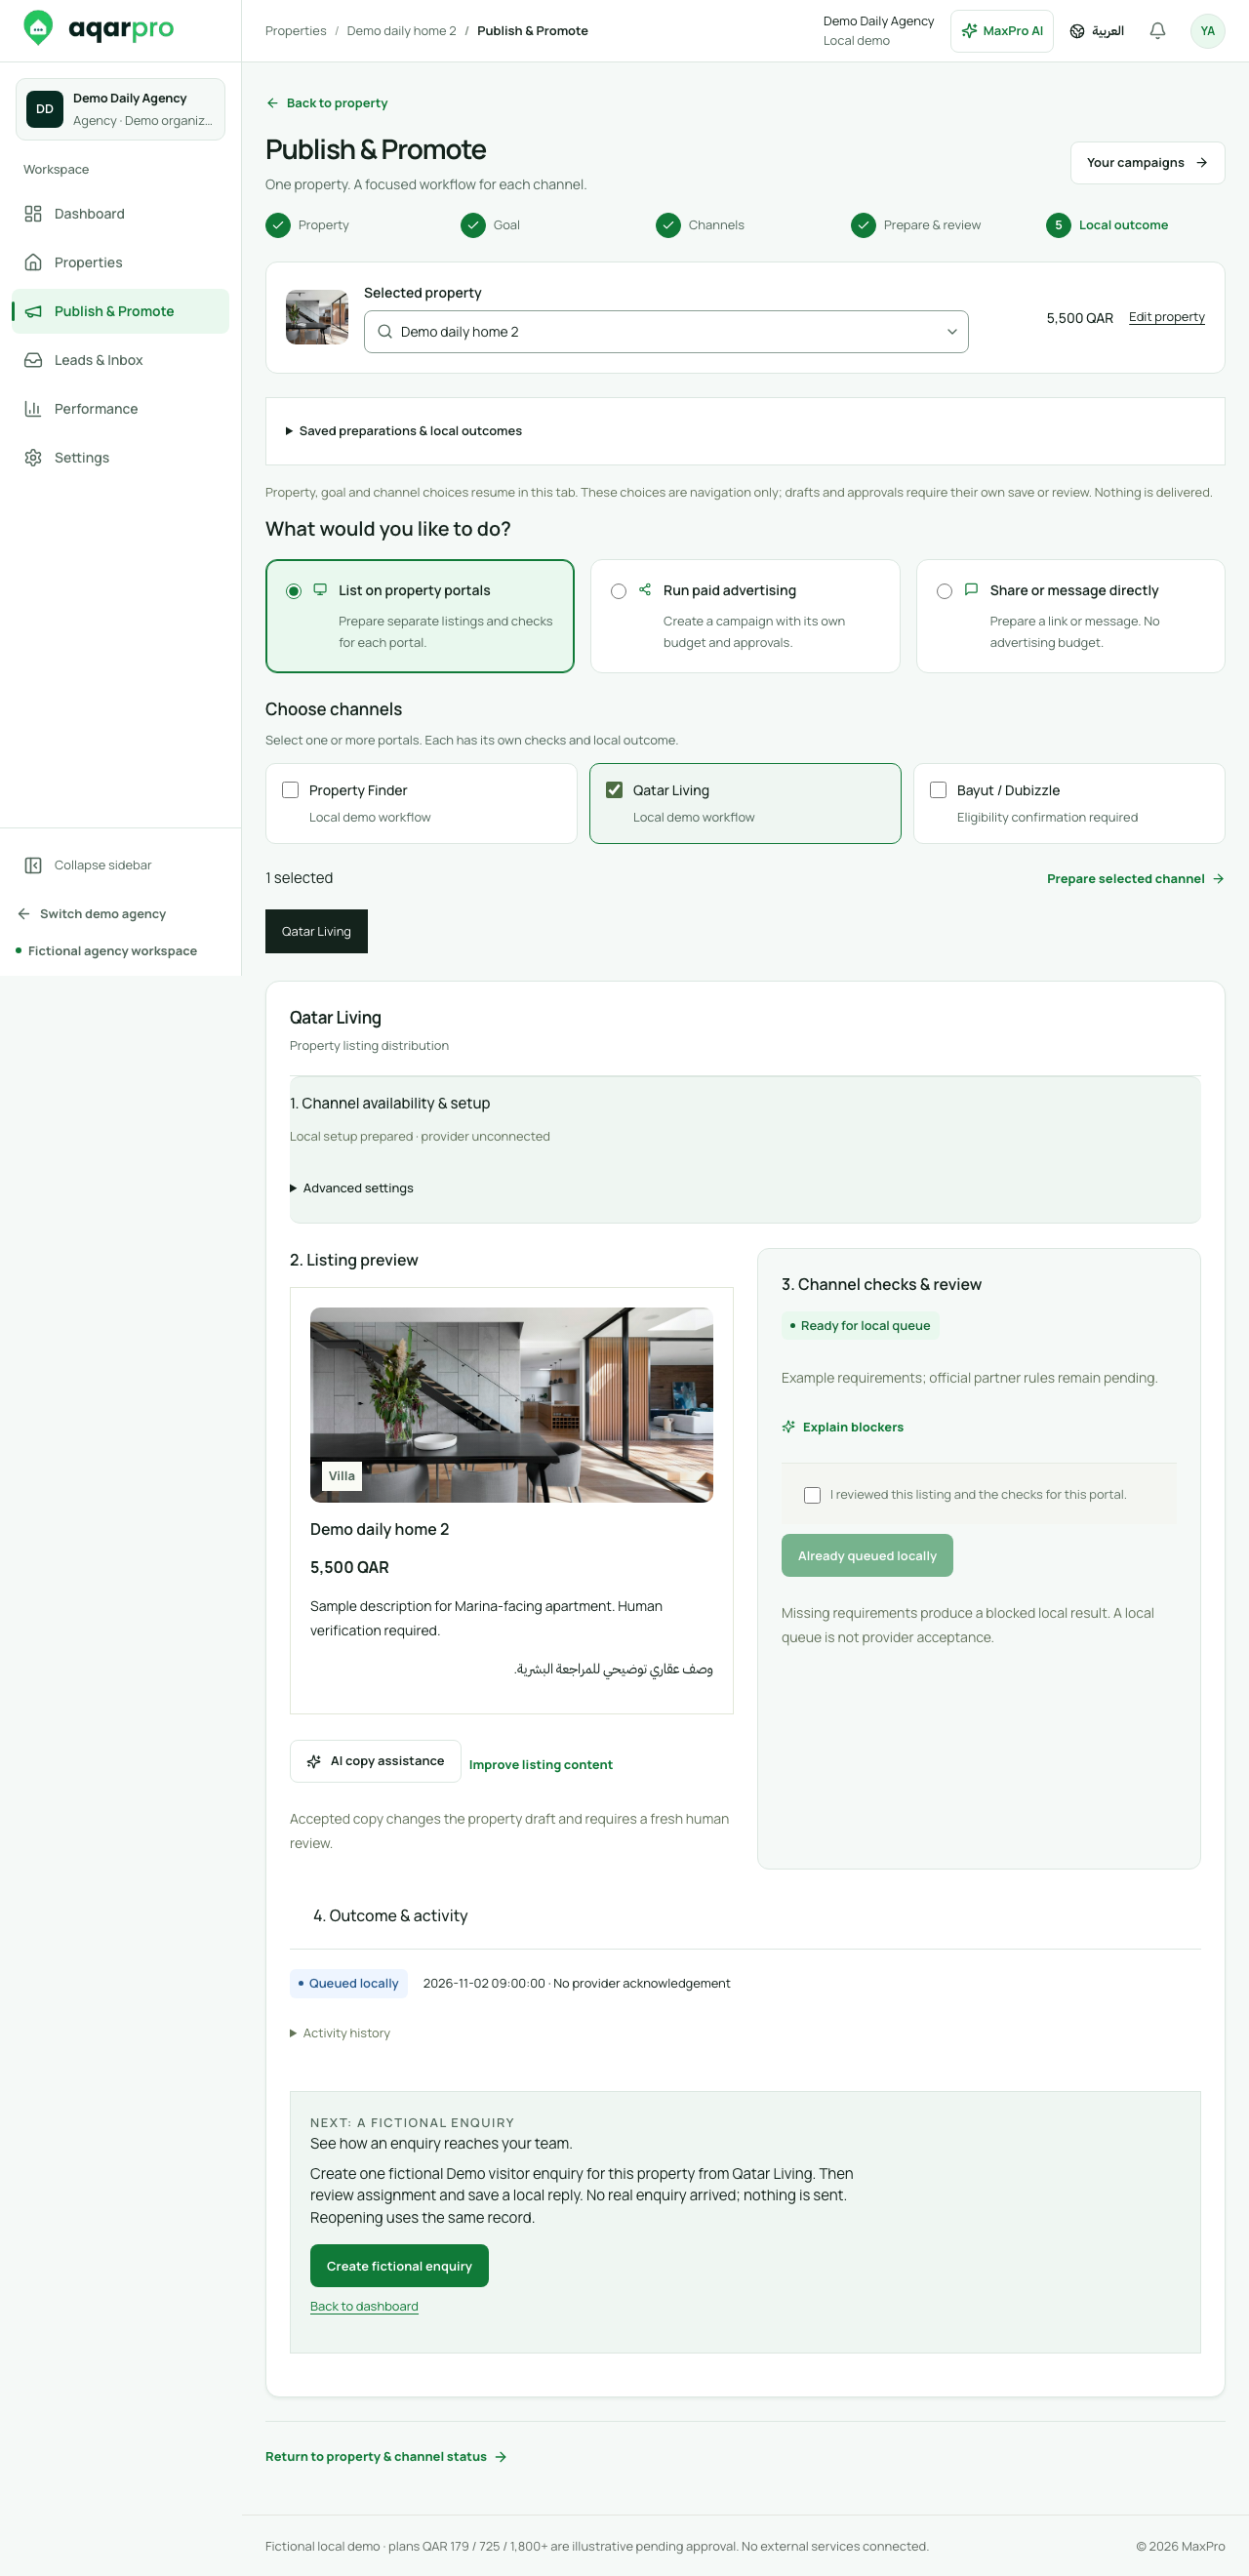 aqarpro
Properties / Demo daily home 2 / Publish & Promote
Demo Daily Agency
Local demo
MaxPro AI
العربية
YA
DD
Demo Daily Agency
Agency · Demo organiz...
Workspace
Dashboard
Properties
Publish & Promote
Leads & Inbox
Performance
Settings
Collapse sidebar
Switch demo agency
Fictional agency workspace
Back to property
Publish & Promote
One property. A focused workflow for each channel.
Your campaigns
Property
Goal
Channels
Prepare & review
5 Local outcome
Selected property
Demo daily home 2
5,500 QAR
Edit property
Saved preparations & local outcomes
Property, goal and channel choices resume in this tab. These choices are navigation only; drafts and approvals require their own save or review. Nothing is delivered.
What would you like to do?
List on property portals
Prepare separate listings and checks
for each portal.
Run paid advertising
Create a campaign with its own
budget and approvals.
Share or message directly
Prepare a link or message. No
advertising budget.
Choose channels
Select one or more portals. Each has its own checks and local outcome.
Property Finder
Local demo workflow
Qatar Living
Local demo workflow
Bayut / Dubizzle
Eligibility confirmation required
1 selected
Prepare selected channel
Qatar Living
Qatar Living
Property listing distribution
1. Channel availability & setup
Local setup prepared · provider unconnected
Advanced settings
2. Listing preview
Villa
Demo daily home 2
5,500 QAR
Sample description for Marina-facing apartment. Human
verification required.
وصف عقاري توضيحي للمراجعة البشرية.
AI copy assistance
Improve listing content
Accepted copy changes the property draft and requires a fresh human
review.
3. Channel checks & review
Ready for local queue
Example requirements; official partner rules remain pending.
Explain blockers
I reviewed this listing and the checks for this portal.
Already queued locally
Missing requirements produce a blocked local result. A local
queue is not provider acceptance.
4. Outcome & activity
Queued locally
2026-11-02 09:00:00 · No provider acknowledgement
Activity history
NEXT: A FICTIONAL ENQUIRY
See how an enquiry reaches your team.
Create one fictional Demo visitor enquiry for this property from Qatar Living. Then
review assignment and save a local reply. No real enquiry arrived; nothing is sent.
Reopening uses the same record.
Create fictional enquiry
Back to dashboard
Return to property & channel status
Fictional local demo · plans QAR 179 / 725 / 1,800+ are illustrative pending approval. No external services connected.
© 2026 MaxPro